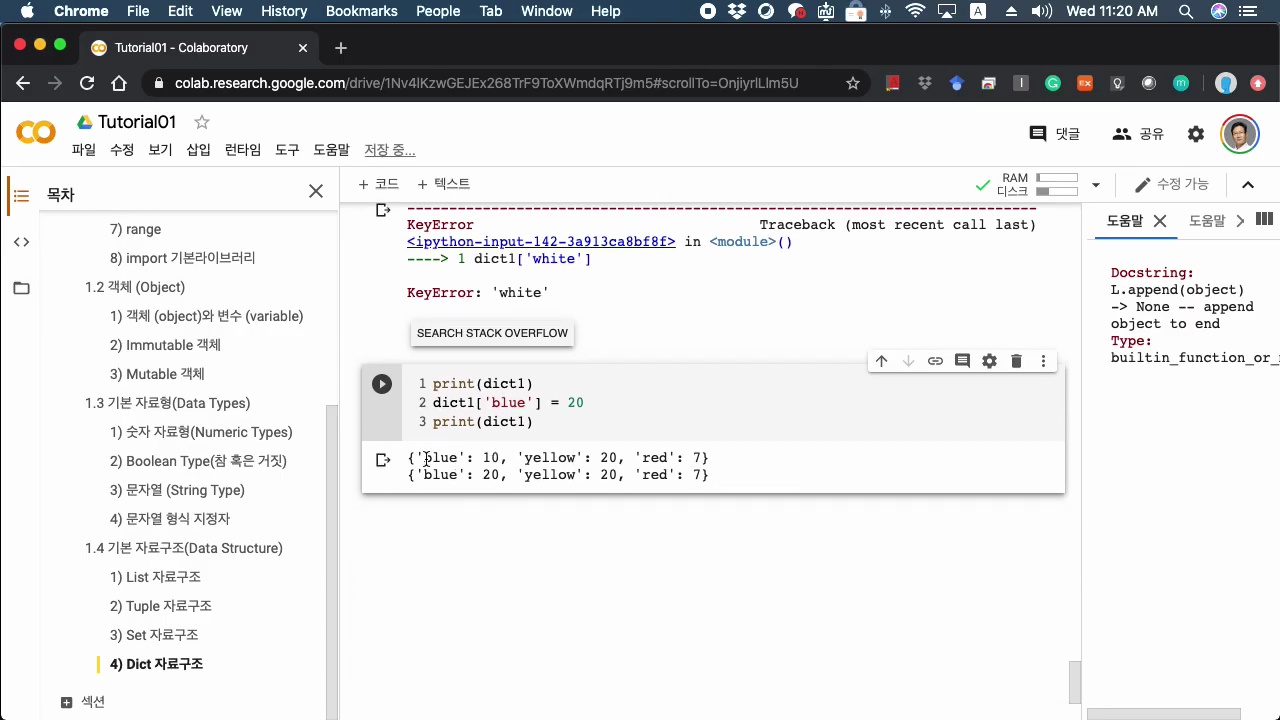 Chrome File Edit View History Bookmarks People Tab Window Help Wed 11:20 AM
Tutorial01 - Colaboratory
colab.research.google.com/drive/1Nv4lKzwGEJEx268TrF9ToXWmdqRTj9m5#scrollTo=OnjiyrlLlm5U
Tutorial01
댓글 공유
파일 수정 보기 삽입 런타임 도구 도움말 저장 중...
목차
+ 코드 + 텍스트
RAM
디스크
수정 가능
7) range
8) import 기본라이브러리
1.2 객체 (Object)
1) 객체 (object)와 변수 (variable)
2) Immutable 객체
3) Mutable 객체
1.3 기본 자료형(Data Types)
1) 숫자 자료형(Numeric Types)
2) Boolean Type(참 혹은 거짓)
3) 문자열 (String Type)
4) 문자열 형식 지정자
1.4 기본 자료구조(Data Structure)
1) List 자료구조
2) Tuple 자료구조
3) Set 자료구조
4) Dict 자료구조
섹션
KeyError Traceback (most recent call last)
<ipython-input-142-3a913ca8bf8f> in <module>()
----> 1 dict1['white']
KeyError: 'white'
SEARCH STACK OVERFLOW
1 print(dict1)
2 dict1['blue'] = 20
3 print(dict1)
{'blue': 10, 'yellow': 20, 'red': 7}
{'blue': 20, 'yellow': 20, 'red': 7}
도움말 도움말
Docstring:
L.append(object)
-> None -- append
object to end
Type:
builtin_function_or_